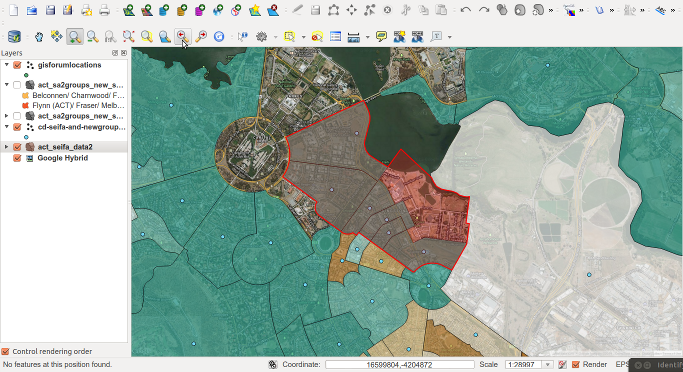 Layers
gisforumlocations
act_sa2groups_new_s...
Belconnen/ Charnwood/ F...
Flynn (ACT)/ Fraser/ Melb...
act_sa2groups_new_s...
cd-seifa-and-newgroup...
act_seifa_data2
Google Hybrid
Control rendering order
No features at this position found. Coordinate: 16599804,-4204872 Scale 1:28997 Render EPS Identif